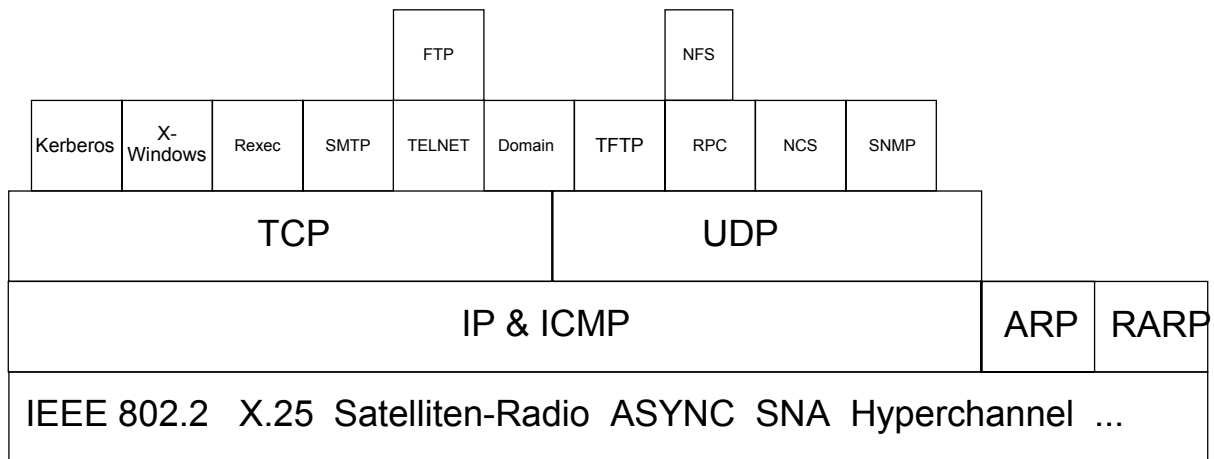 FTP NFS
Kerberos X-Windows Rexec SMTP TELNET Domain TFTP RPC NCS SNMP
TCP UDP
IP & ICMP ARP RARP
IEEE 802.2 X.25 Satelliten-Radio ASYNC SNA Hyperchannel ...